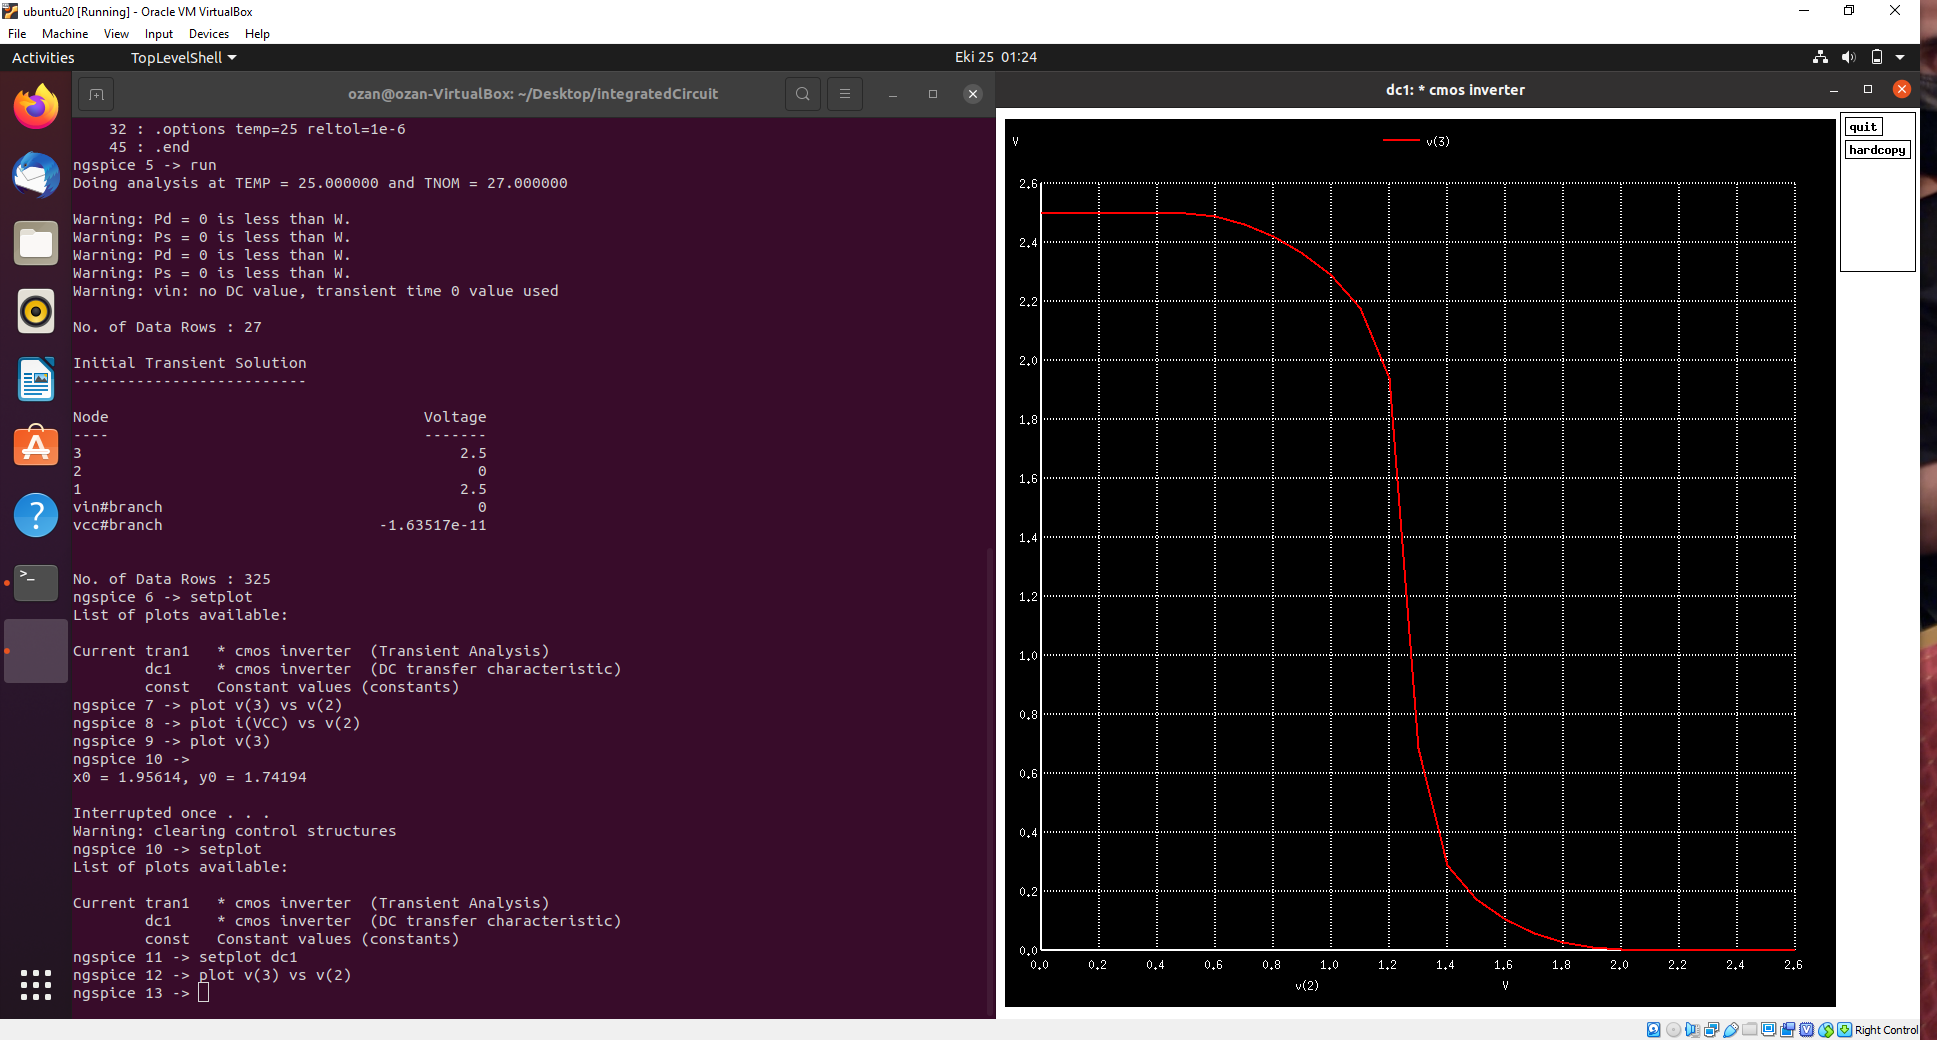 ubuntu20 [Running] - Oracle VM VirtualBox
File Machine View Input Devices Help
Activities TopLevelShell Eki 25 01:24
ozan@ozan-VirtualBox: ~/Desktop/integratedCircuit
32 : .options temp=25 reltol=1e-6
45 : .end
ngspice 5 -> run
Doing analysis at TEMP = 25.000000 and TNOM = 27.000000
Warning: Pd = 0 is less than W.
Warning: Ps = 0 is less than W.
Warning: Pd = 0 is less than W.
Warning: Ps = 0 is less than W.
Warning: vin: no DC value, transient time 0 value used
No. of Data Rows : 27
Initial Transient Solution
--------------------------
Node Voltage
---- -------
3 2.5
2 0
1 2.5
vin#branch 0
vcc#branch -1.63517e-11
No. of Data Rows : 325
ngspice 6 -> setplot
List of plots available:
Current tran1 * cmos inverter (Transient Analysis)
dc1 * cmos inverter (DC transfer characteristic)
const Constant values (constants)
ngspice 7 -> plot v(3) vs v(2)
ngspice 8 -> plot i(VCC) vs v(2)
ngspice 9 -> plot v(3)
ngspice 10 ->
x0 = 1.95614, y0 = 1.74194
Interrupted once . . .
Warning: clearing control structures
ngspice 10 -> setplot
List of plots available:
Current tran1 * cmos inverter (Transient Analysis)
dc1 * cmos inverter (DC transfer characteristic)
const Constant values (constants)
ngspice 11 -> setplot dc1
ngspice 12 -> plot v(3) vs v(2)
ngspice 13 ->
dc1: * cmos inverter
quit
hardcopy
V
v(3)
2.6
2.4
2.2
2.0
1.8
1.6
1.4
1.2
1.0
0.8
0.6
0.4
0.2
0.0
0.0 0.2 0.4 0.6 0.8 1.0 1.2 1.4 1.6 1.8 2.0 2.2 2.4 2.6
v(2) V
Right Control